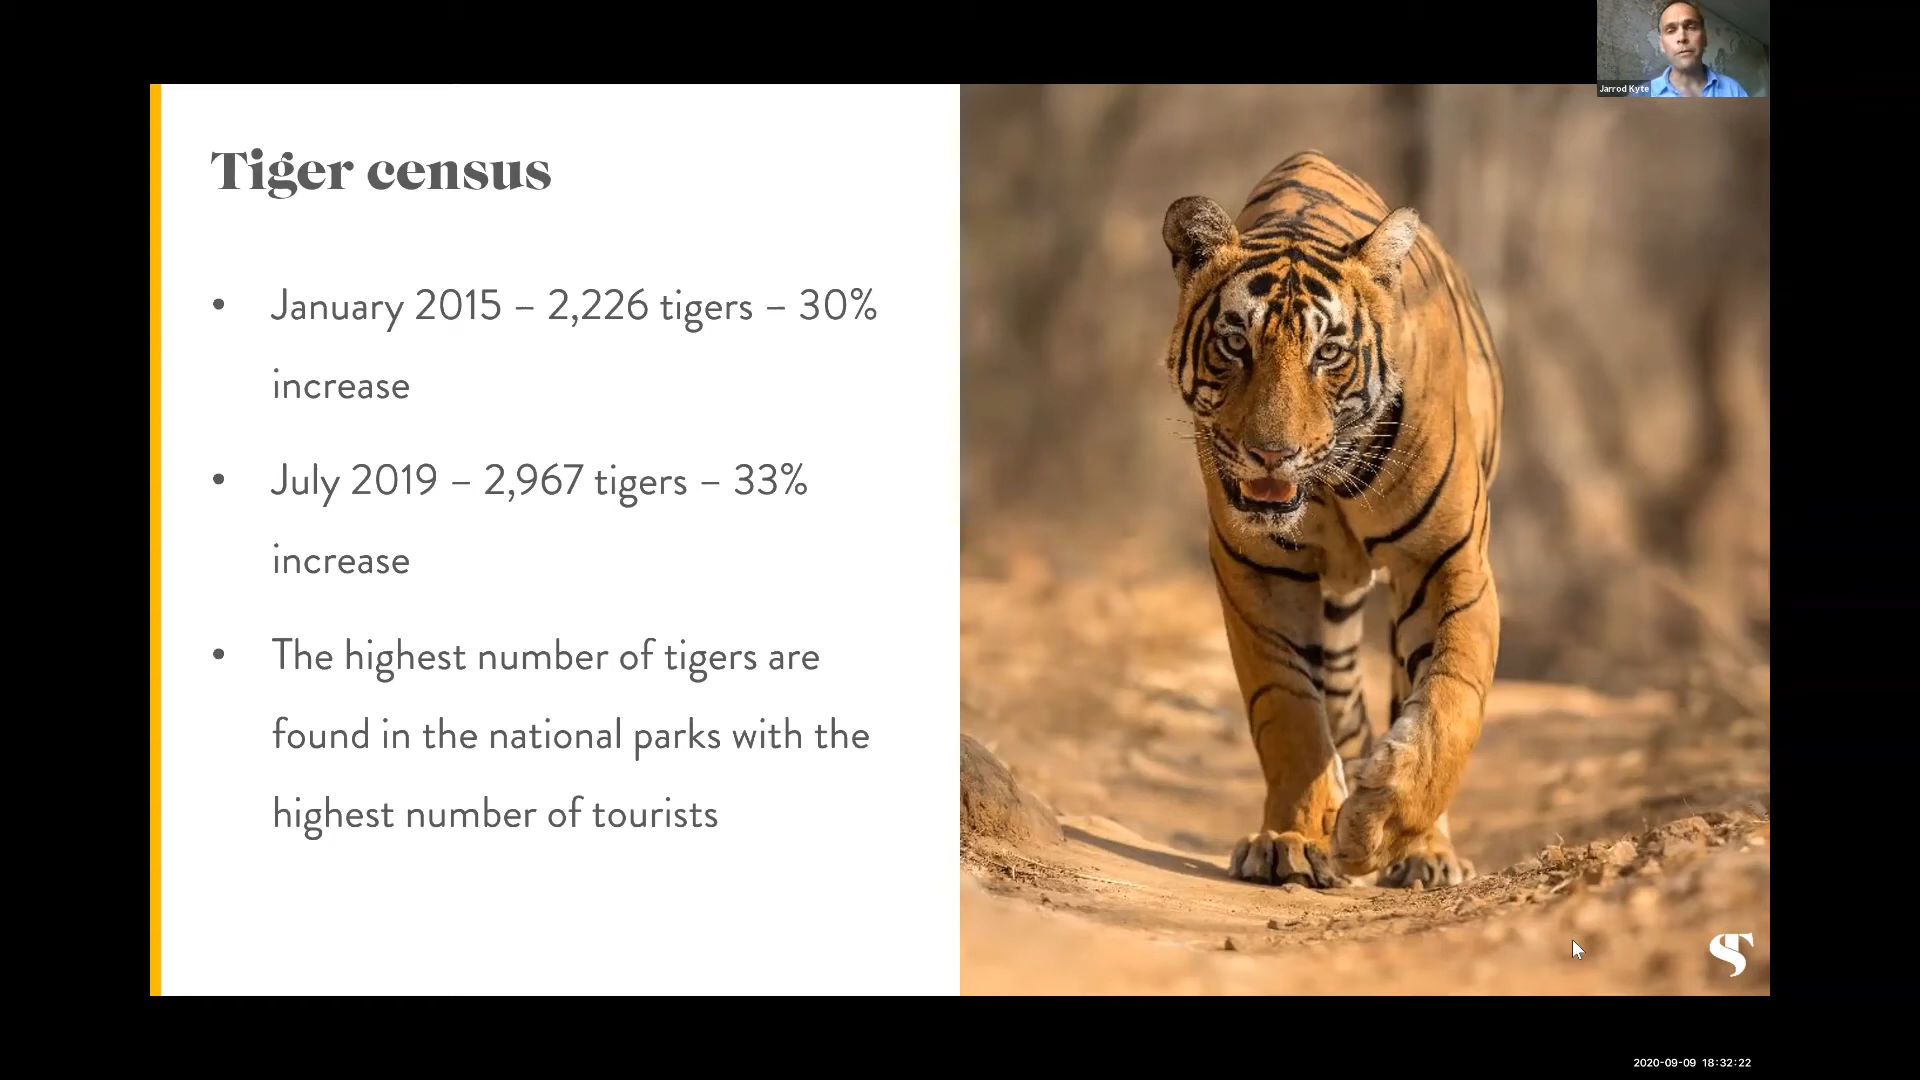 Jarrod Kyte
Tiger census
• January 2015 – 2,226 tigers – 30%
increase
• July 2019 – 2,967 tigers – 33%
increase
• The highest number of tigers are
found in the national parks with the
highest number of tourists
2020-09-09 18:32:22